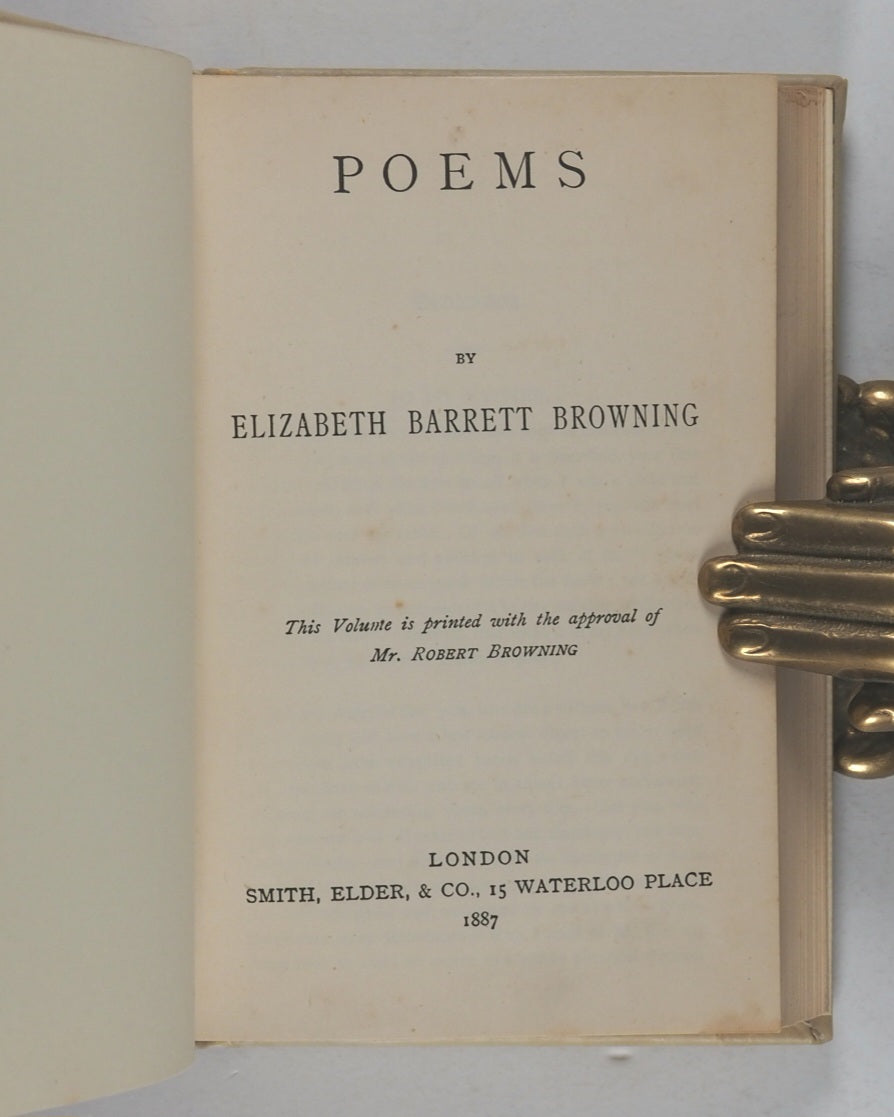 POEMS
BY
ELIZABETH BARRETT BROWNING
This Volume is printed with the approval of
Mr. ROBERT BROWNING
LONDON
SMITH, ELDER, & CO., 15 WATERLOO PLACE
1887